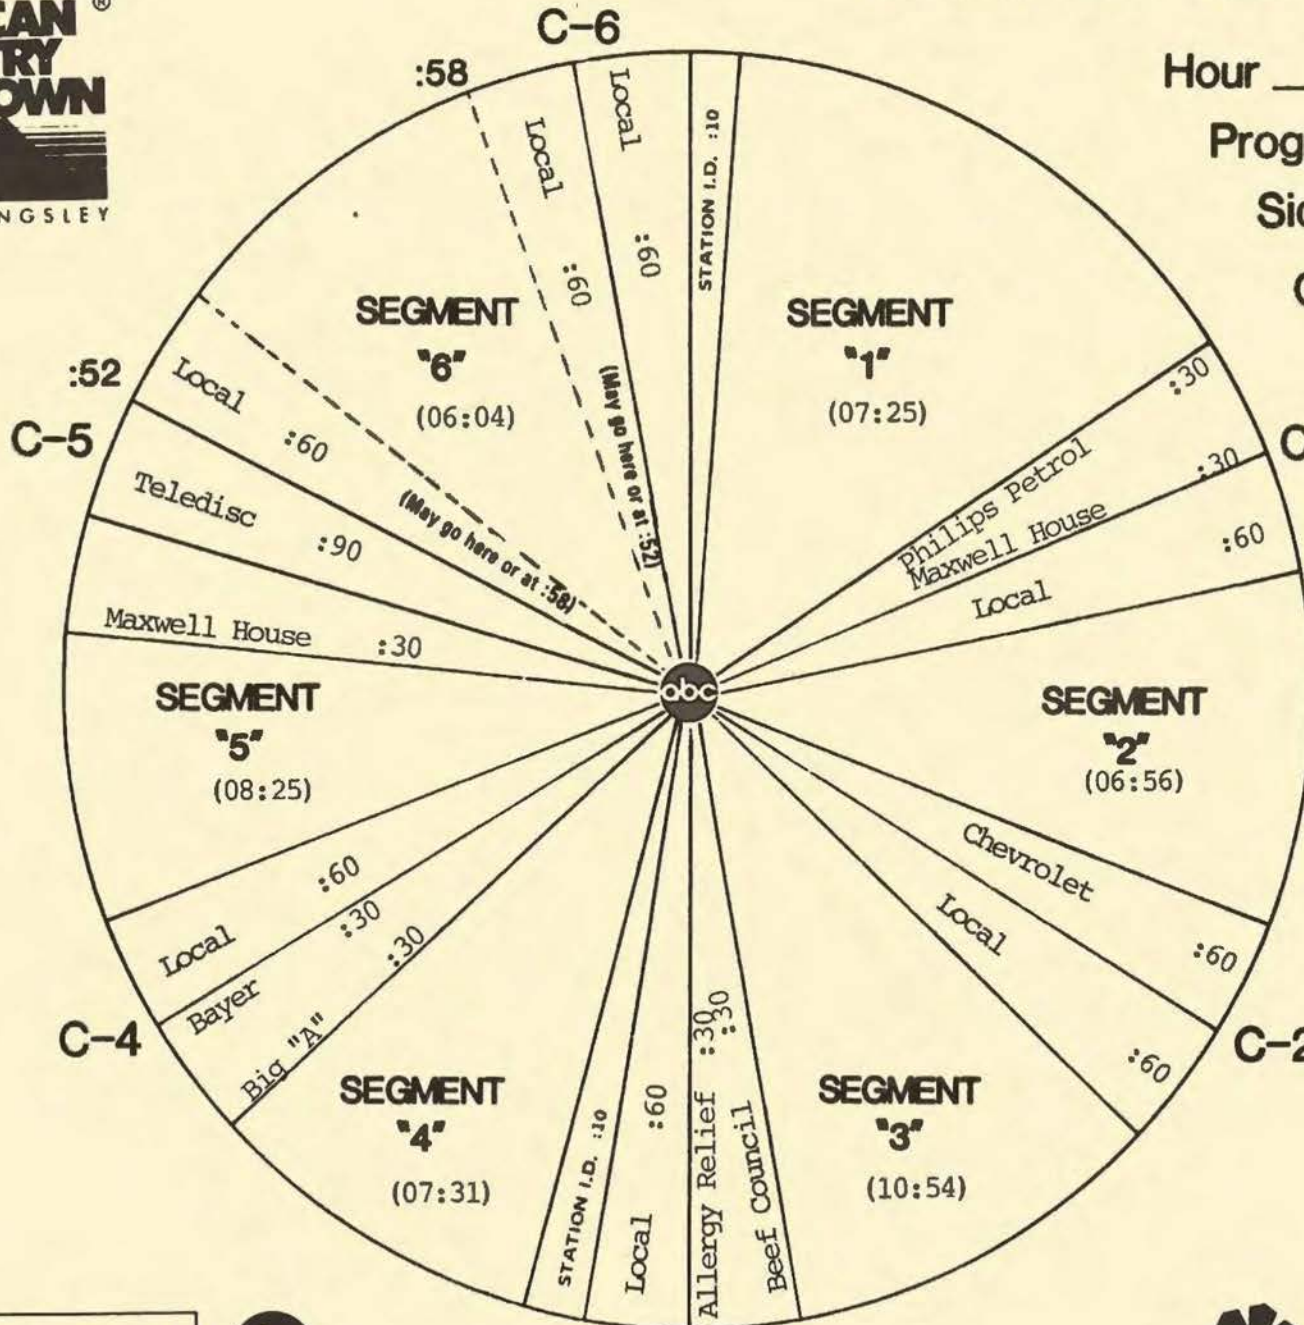 C-6
:58
Hour
NGSLEY
Local
:60
Local
:60
(May go here or at :52)
STATION I.D. :10
SEGMENT
"1"
(07:25)
Philips Petrol :30
Maxwell House :30
Local :60
SEGMENT
"2"
(06:56)
Chevrolet :60
Local :60
C-2
SEGMENT
"3"
(10:54)
Beef Council :30
Allergy Relief :30
Local :60
STATION I.D. :10
SEGMENT
"4"
(07:31)
Big "A" :30
Bayer :30
Local :60
C-4
SEGMENT
"5"
(08:25)
Maxwell House :30
Teledisc :90
C-5
:52
Local :60
(May go here or at :58)
SEGMENT
"6"
(06:04)
abc